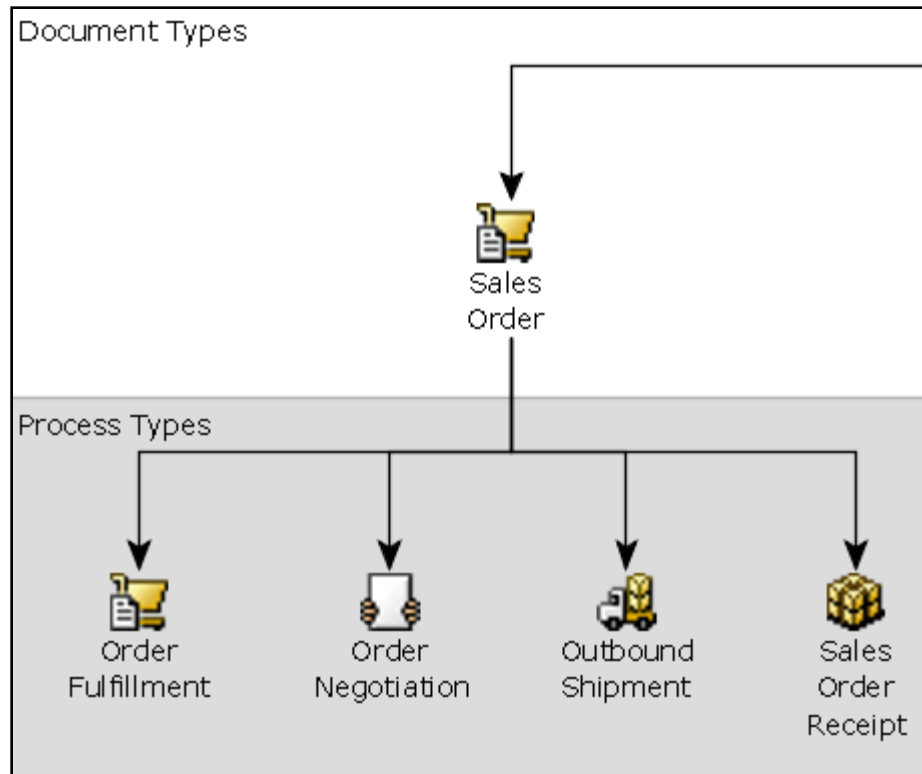 Document Types
Sales
Order
Process Types
Order
Fulfillment
Order
Negotiation
Outbound
Shipment
Sales
Order
Receipt